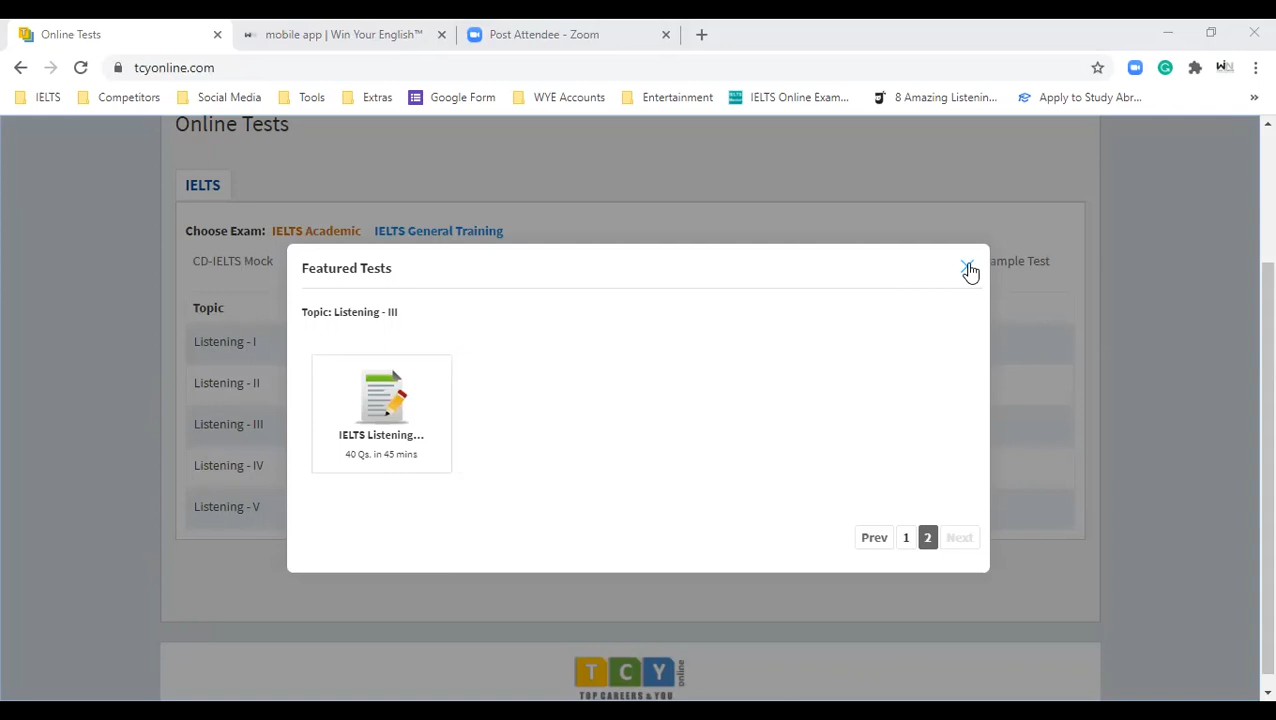 Online Tests
mobile app | Win Your English™
Post Attendee - Zoom
tcyonline.com
IELTS
Competitors
Social Media
Tools
Extras
Google Form
WYE Accounts
Entertainment
IELTS Online Exam...
8 Amazing Listenin...
Apply to Study Abr...
»
Online Tests
IELTS
Choose Exam: IELTS Academic IELTS General Training
CD-IELTS Mock
ample Test
Featured Tests
Topic
Topic: Listening - III
Listening - I
Listening - II
Listening - III
Listening - IV
Listening - V
IELTS Listening...
40 Qs. in 45 mins
Prev 1 2 Next
TCY online
TOP CAREERS & YOU